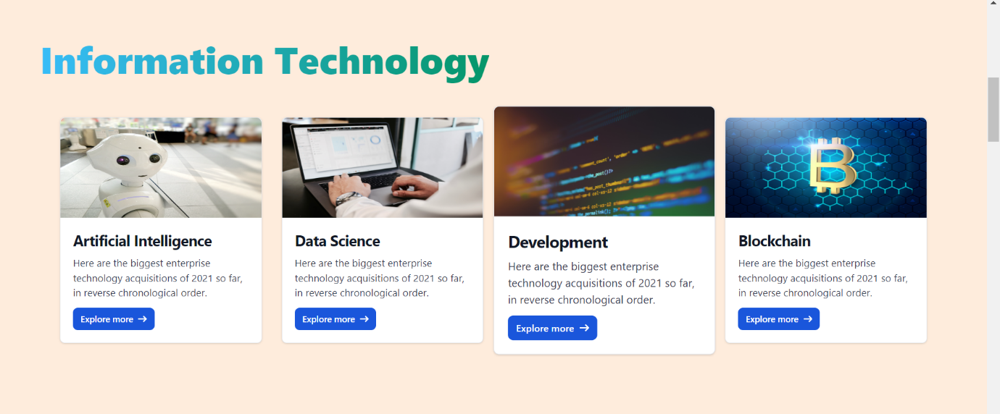 Information Technology
Artificial Intelligence
Here are the biggest enterprise
technology acquisitions of 2021 so far,
in reverse chronological order.
Explore more →
Data Science
Here are the biggest enterprise
technology acquisitions of 2021 so far,
in reverse chronological order.
Explore more →
Development
Here are the biggest enterprise
technology acquisitions of 2021 so far,
in reverse chronological order.
Explore more →
Blockchain
Here are the biggest enterprise
technology acquisitions of 2021 so far,
in reverse chronological order.
Explore more →